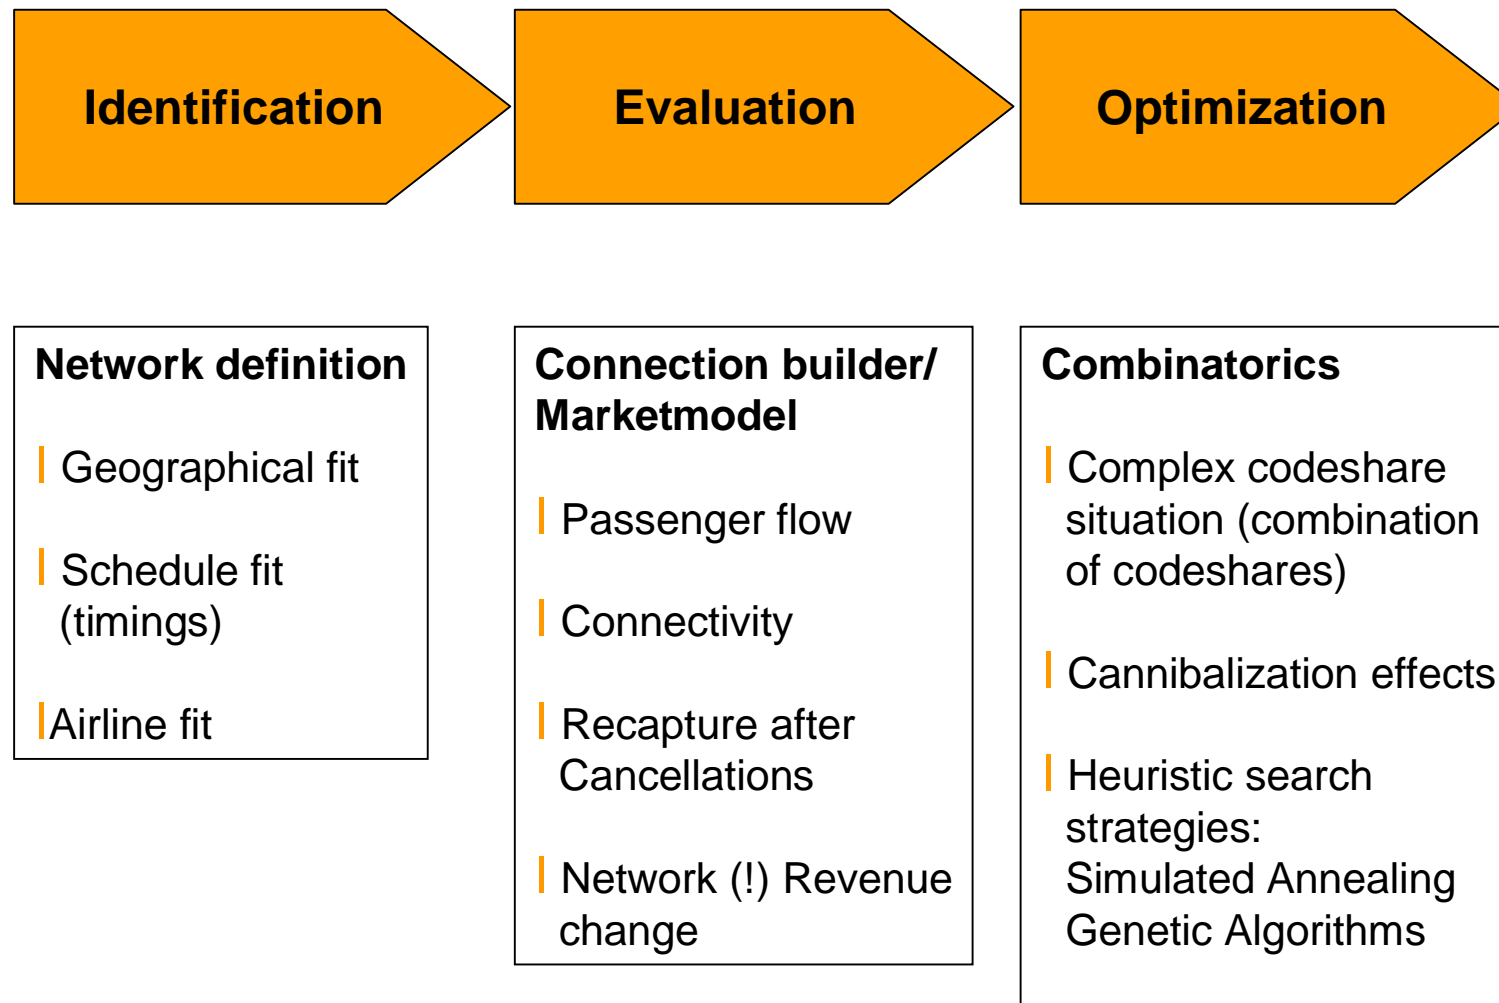 Identification
Evaluation
Optimization
Network definition
Geographical fit
Schedule fit
(timings)
Airline fit
Connection builder/
Marketmodel
Passenger flow
Connectivity
Recapture after
Cancellations
Network (!) Revenue
change
Combinatorics
Complex codeshare
situation (combination
of codeshares)
Cannibalization effects
Heuristic search
strategies:
Simulated Annealing
Genetic Algorithms